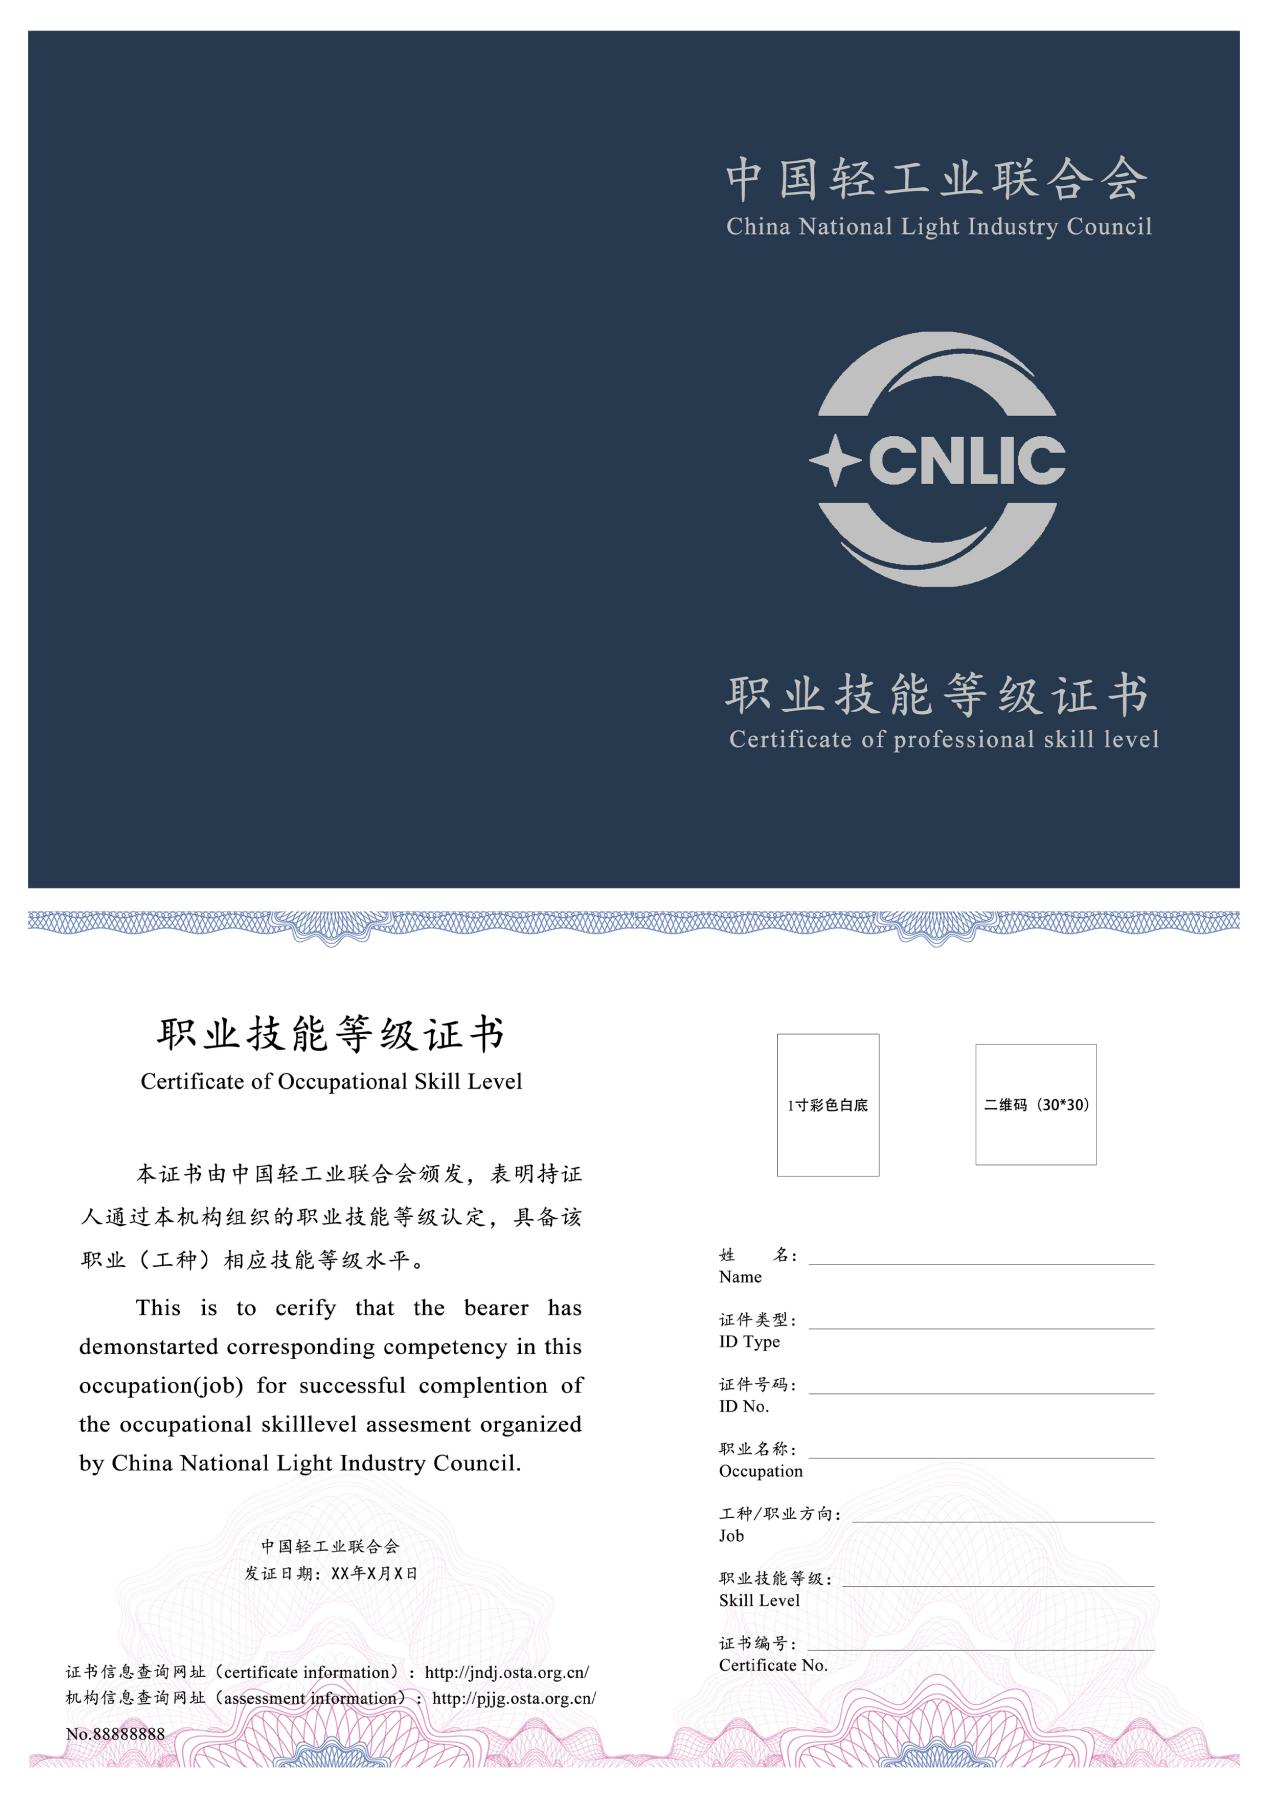 中国轻工业联合会
China National Light Industry Council
CNLIC
职业技能等级证书
Certificate of professional skill level
职业技能等级证书
Certificate of Occupational Skill Level
本证书由中国轻工业联合会颁发，表明持证
人通过本机构组织的职业技能等级认定，具备该
职业（工种）相应技能等级水平。
This is to cerify that the bearer has
demonstarted corresponding competency in this
occupation(job) for successful complention of
the occupational skilllevel assesment organized
by China National Light Industry Council.
中国轻工业联合会
发证日期：XX年X月X日
证书信息查询网址（certificate information）：http://jndj.osta.org.cn/
机构信息查询网址（assessment information）：http://pjjg.osta.org.cn/
No.88888888
1寸彩色白底
二维码（30*30）
姓 名：
Name
证件类型：
ID Type
证件号码：
ID No.
职业名称：
Occupation
工种/职业方向：
Job
职业技能等级：
Skill Level
证书编号：
Certificate No.